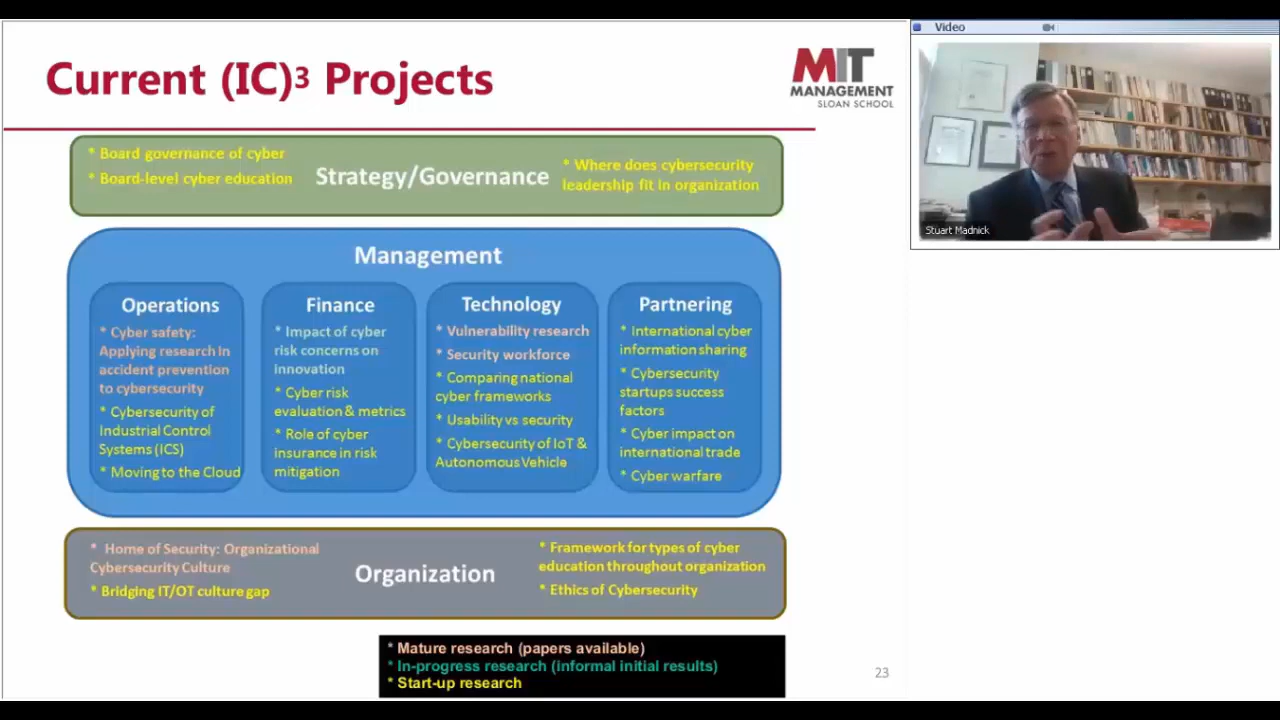 Current (IC)³ Projects
MIT
MANAGEMENT
SLOAN SCHOOL
Video
Stuart Madnick
* Board governance of cyber
* Board-level cyber education
Strategy/Governance
* Where does cybersecurity
leadership fit in organization
Management
Operations
* Cyber safety:
Applying research in
accident prevention
to cybersecurity
* Cybersecurity of
Industrial Control
Systems (ICS)
* Moving to the Cloud
Finance
* Impact of cyber
risk concerns on
innovation
* Cyber risk
evaluation & metrics
* Role of cyber
insurance in risk
mitigation
Technology
* Vulnerability research
* Security workforce
* Comparing national
cyber frameworks
* Usability vs security
* Cybersecurity of IoT &
Autonomous Vehicle
Partnering
* International cyber
information sharing
* Cybersecurity
startups success
factors
* Cyber impact on
international trade
* Cyber warfare
* Home of Security: Organizational
Cybersecurity Culture
* Bridging IT/OT culture gap
Organization
* Framework for types of cyber
education throughout organization
* Ethics of Cybersecurity
* Mature research (papers available)
* In-progress research (informal initial results)
* Start-up research
23